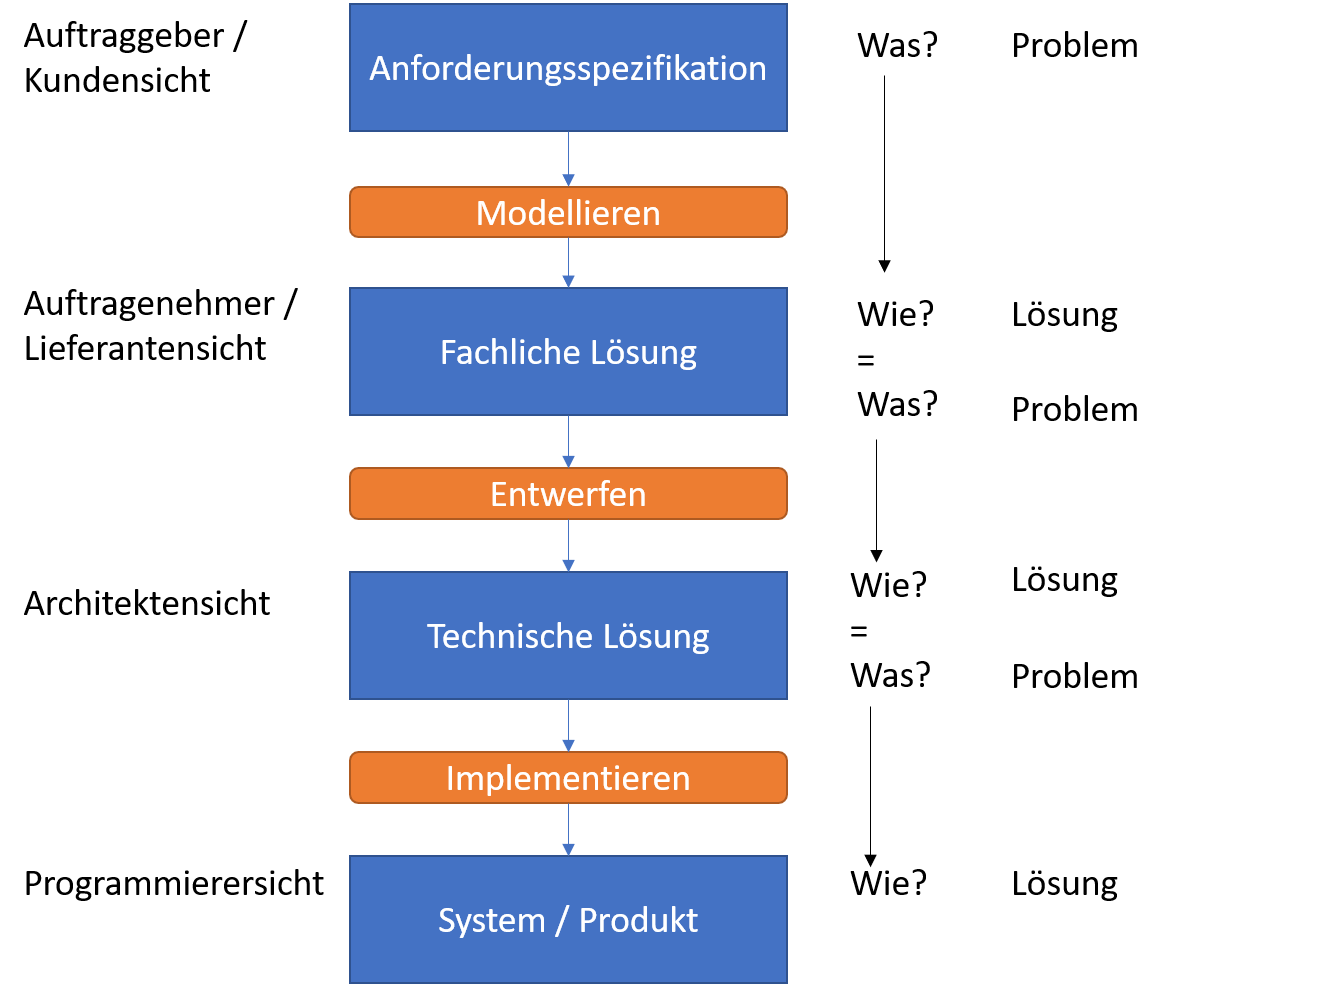 Auftraggeber /
Kundensicht
Anforderungsspezifikation
Was?
Problem
Modellieren
Auftragenehmer /
Lieferantensicht
Fachliche Lösung
Wie?
=
Was?
Lösung
Problem
Entwerfen
Architektensicht
Technische Lösung
Wie?
=
Was?
Lösung
Problem
Implementieren
Programmierersicht
System / Produkt
Wie?
Lösung